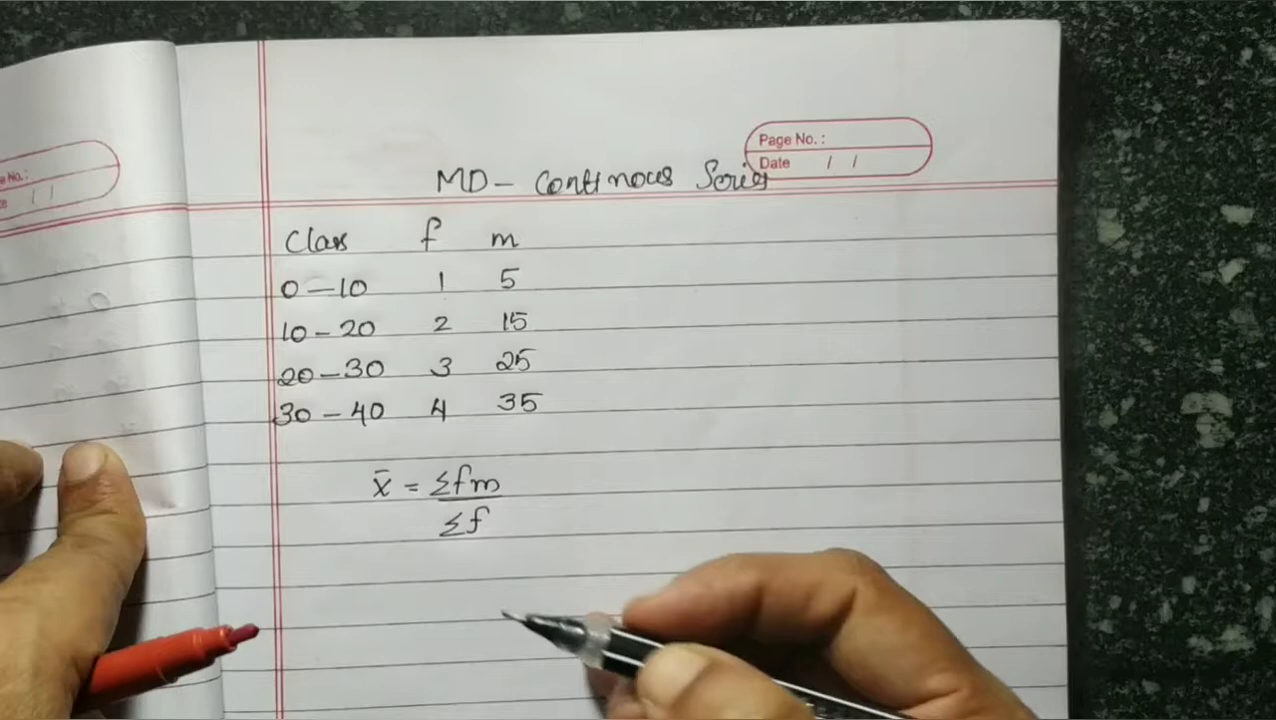 Page No. :
Date / /
MD - Continous Series
Class f m
0-10 1 5
10-20 2 15
20-30 3 25
30-40 4 35
x̄ = Σfm
Σf